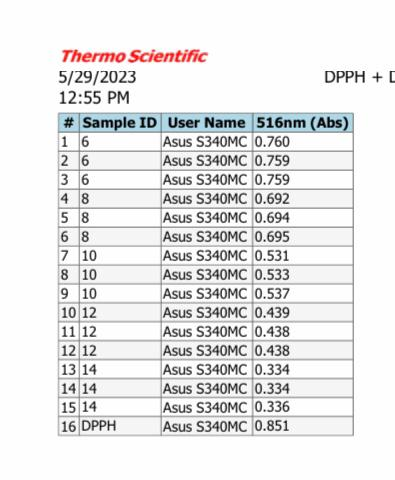 Thermo Scientific
5/29/2023 DPPH + D
12:55 PM
# Sample ID User Name 516nm (Abs)
1 6 Asus S340MC 0.760
2 6 Asus S340MC 0.759
3 6 Asus S340MC 0.759
4 8 Asus S340MC 0.692
5 8 Asus S340MC 0.694
6 8 Asus S340MC 0.695
7 10 Asus S340MC 0.531
8 10 Asus S340MC 0.533
9 10 Asus S340MC 0.537
10 12 Asus S340MC 0.439
11 12 Asus S340MC 0.438
12 12 Asus S340MC 0.438
13 14 Asus S340MC 0.334
14 14 Asus S340MC 0.334
15 14 Asus S340MC 0.336
16 DPPH Asus S340MC 0.851